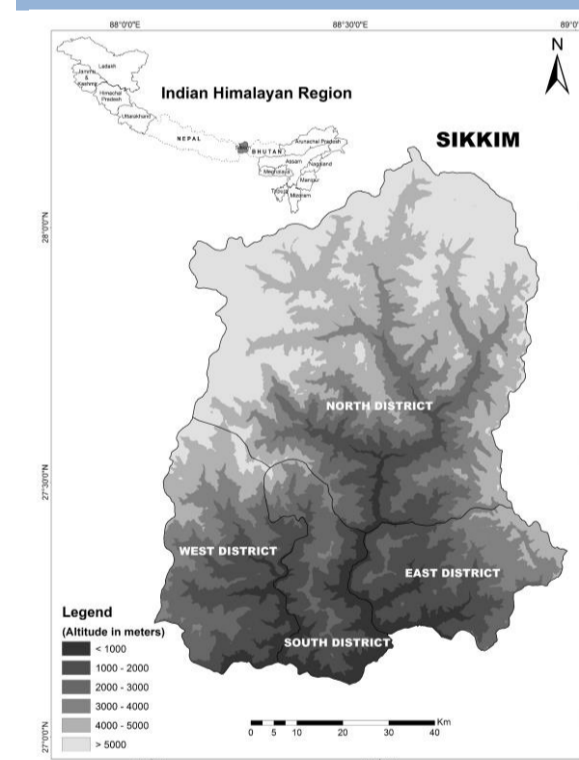 88°0'0"E
88°30'0"E
89°0
N
Indian Himalayan Region
SIKKIM
Ladakh
Jammu
&
Kashmir
Himachal
Pradesh
Uttarakhand
NEPAL
BHUTAN
Arunachal Pradesh
Assam
Nagaland
Meghalaya
Manipur
Tripura
Mizoram
28°0'0"N
27°30'0"N
27°0'0"N
NORTH DISTRICT
WEST DISTRICT
EAST DISTRICT
SOUTH DISTRICT
Legend
(Altitude in meters)
< 1000
1000 - 2000
2000 - 3000
3000 - 4000
4000 - 5000
> 5000
Km
0 5 10 20 30 40